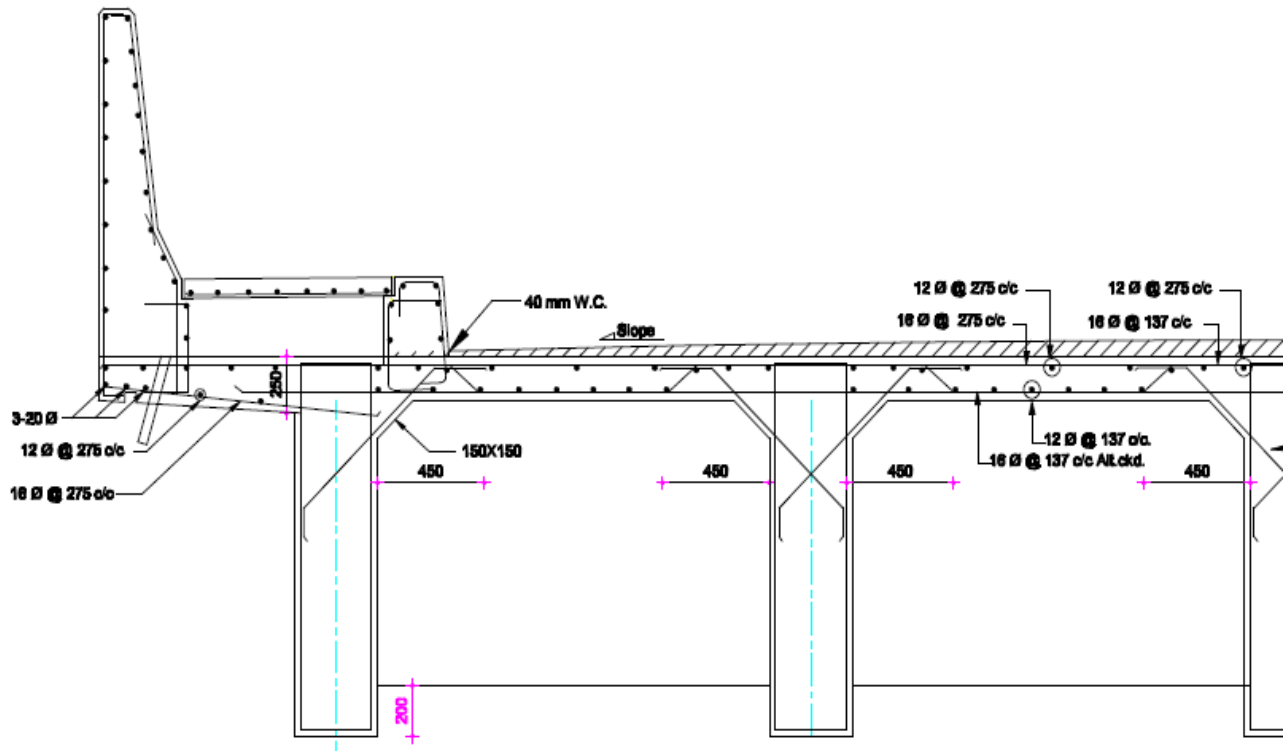 12 Ø @ 275 c/c
12 Ø @ 275 c/c
40 mm W.C.
Slope
16 Ø @ 275 c/c
16 Ø @ 137 c/c
250
3-20 Ø
12 Ø @ 275 c/c
16 Ø @ 275 c/c
150X150
450
450
450
450
12 Ø @ 137 c/c.
16 Ø @ 137 c/c Alt.ckd.
200